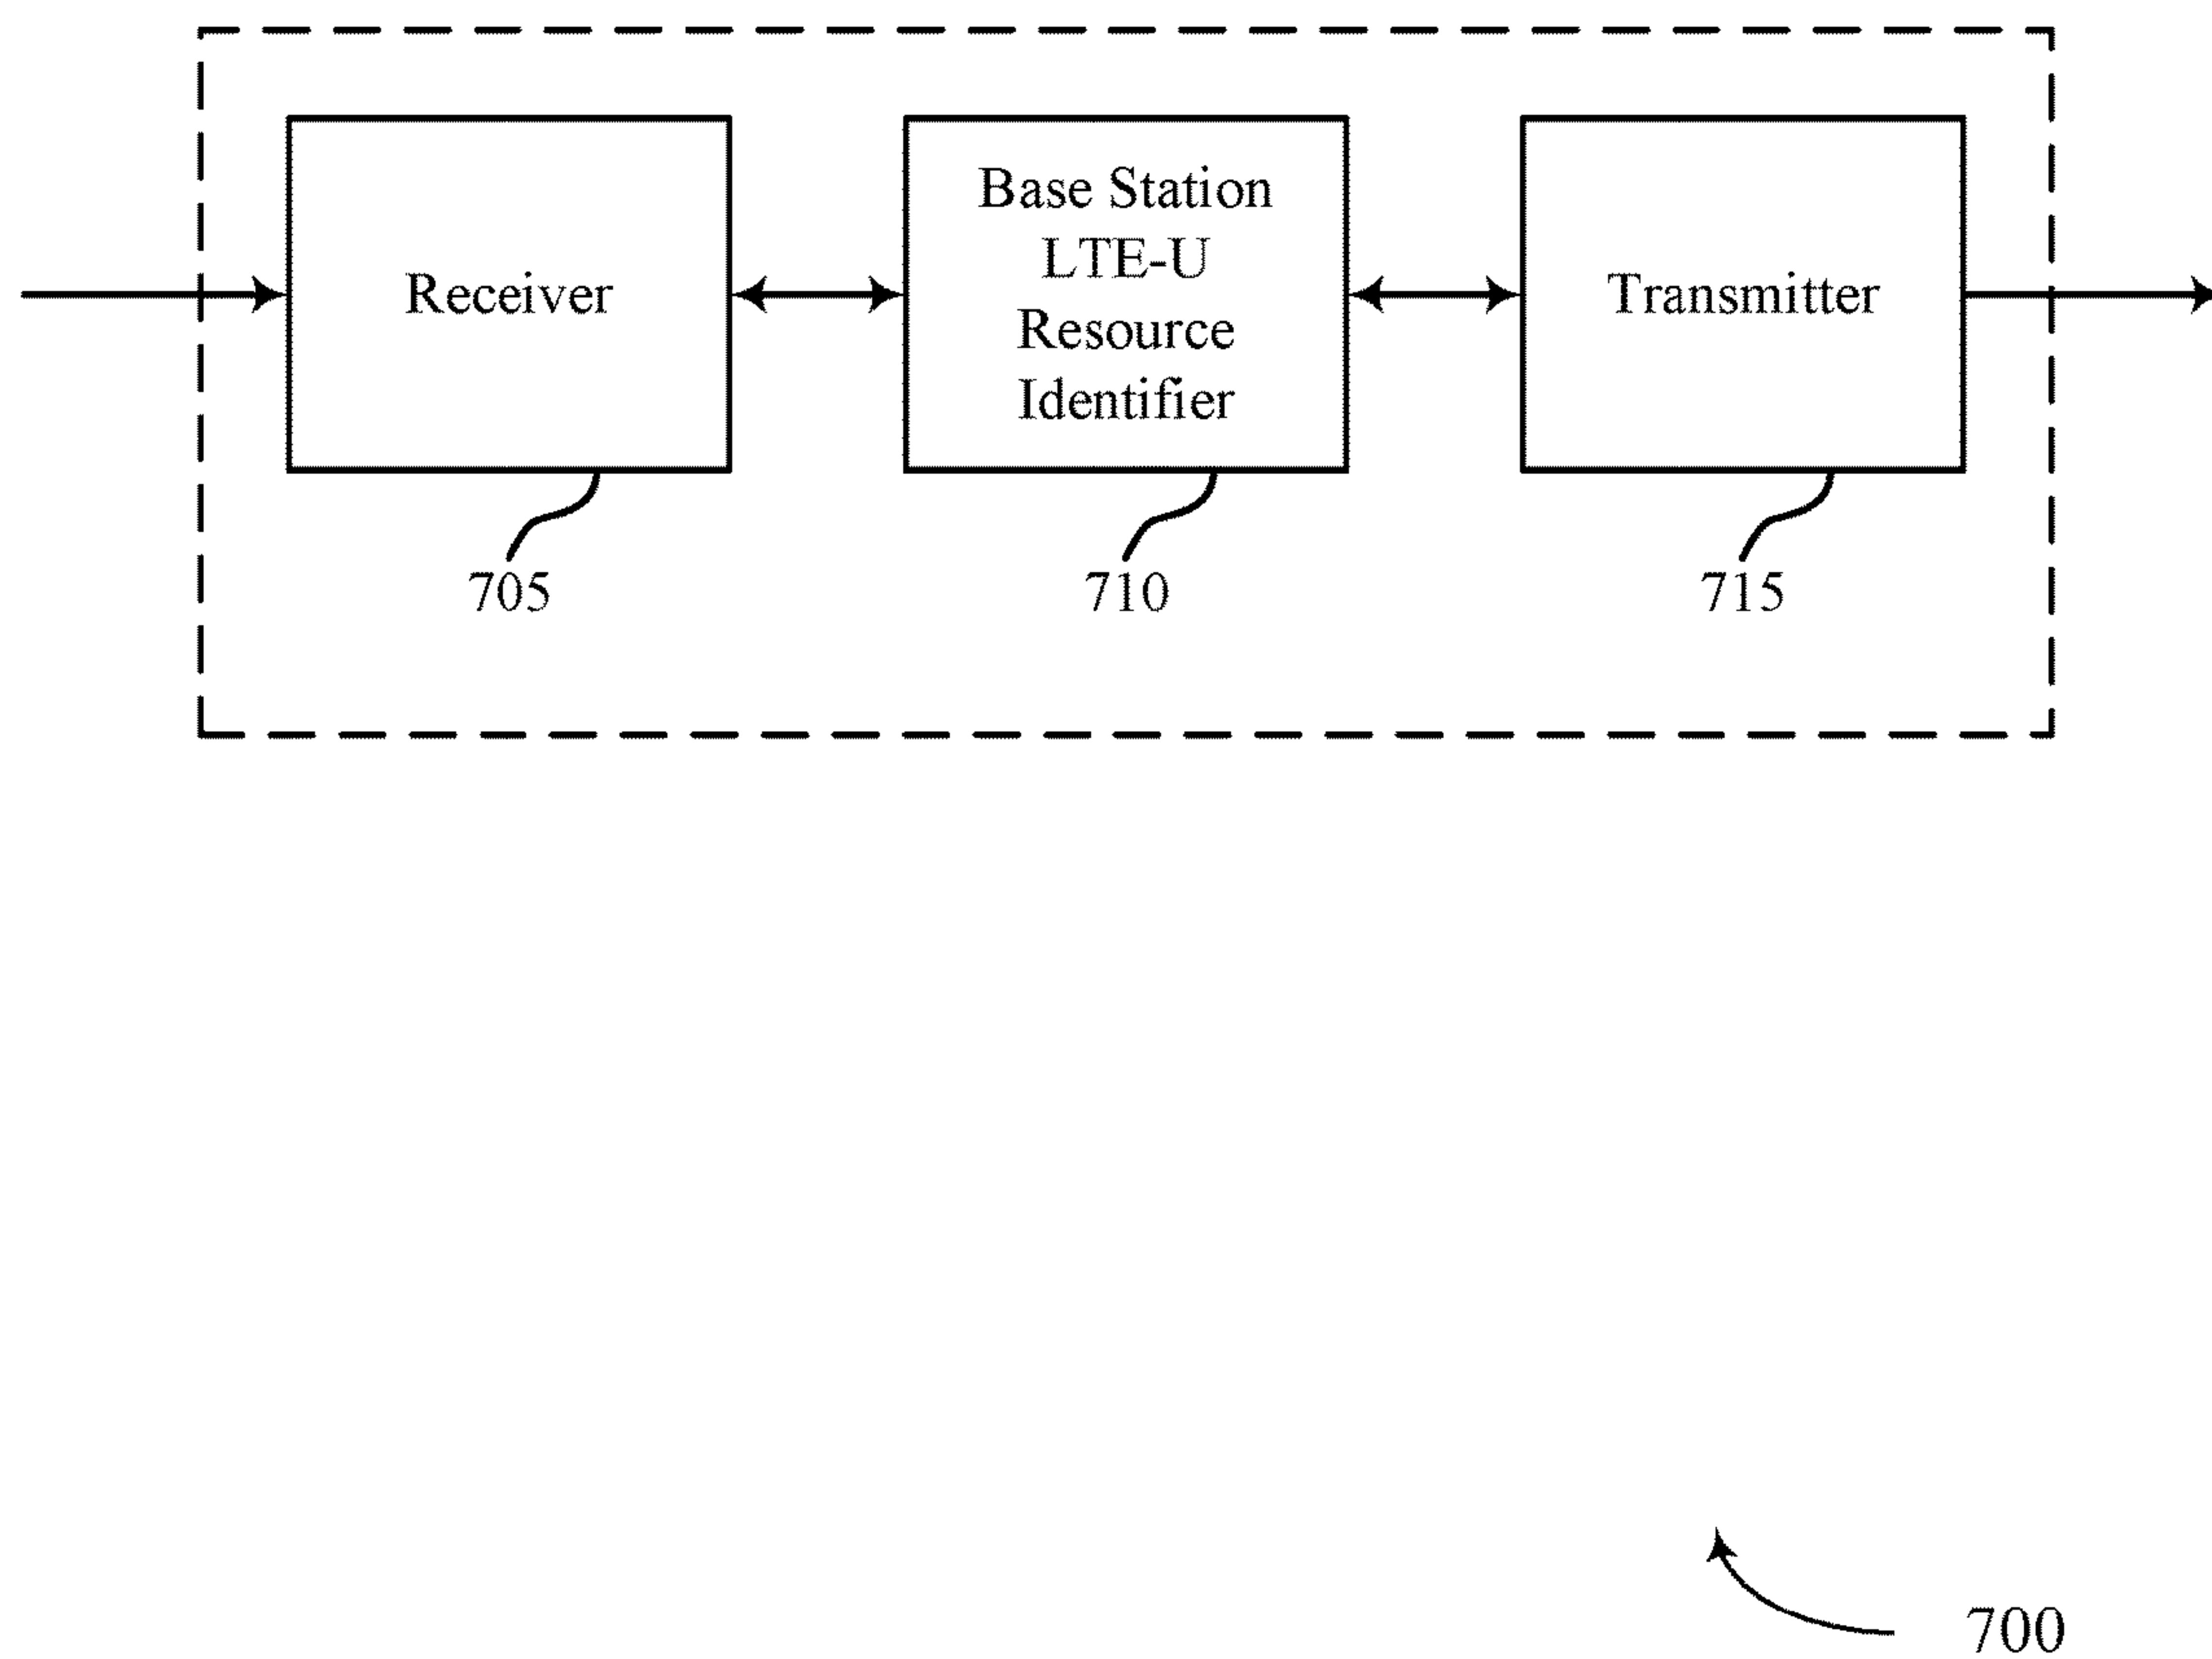 Receiver
Base Station
LTE-U
Resource
Identifier
Transmitter
705
710
715
700